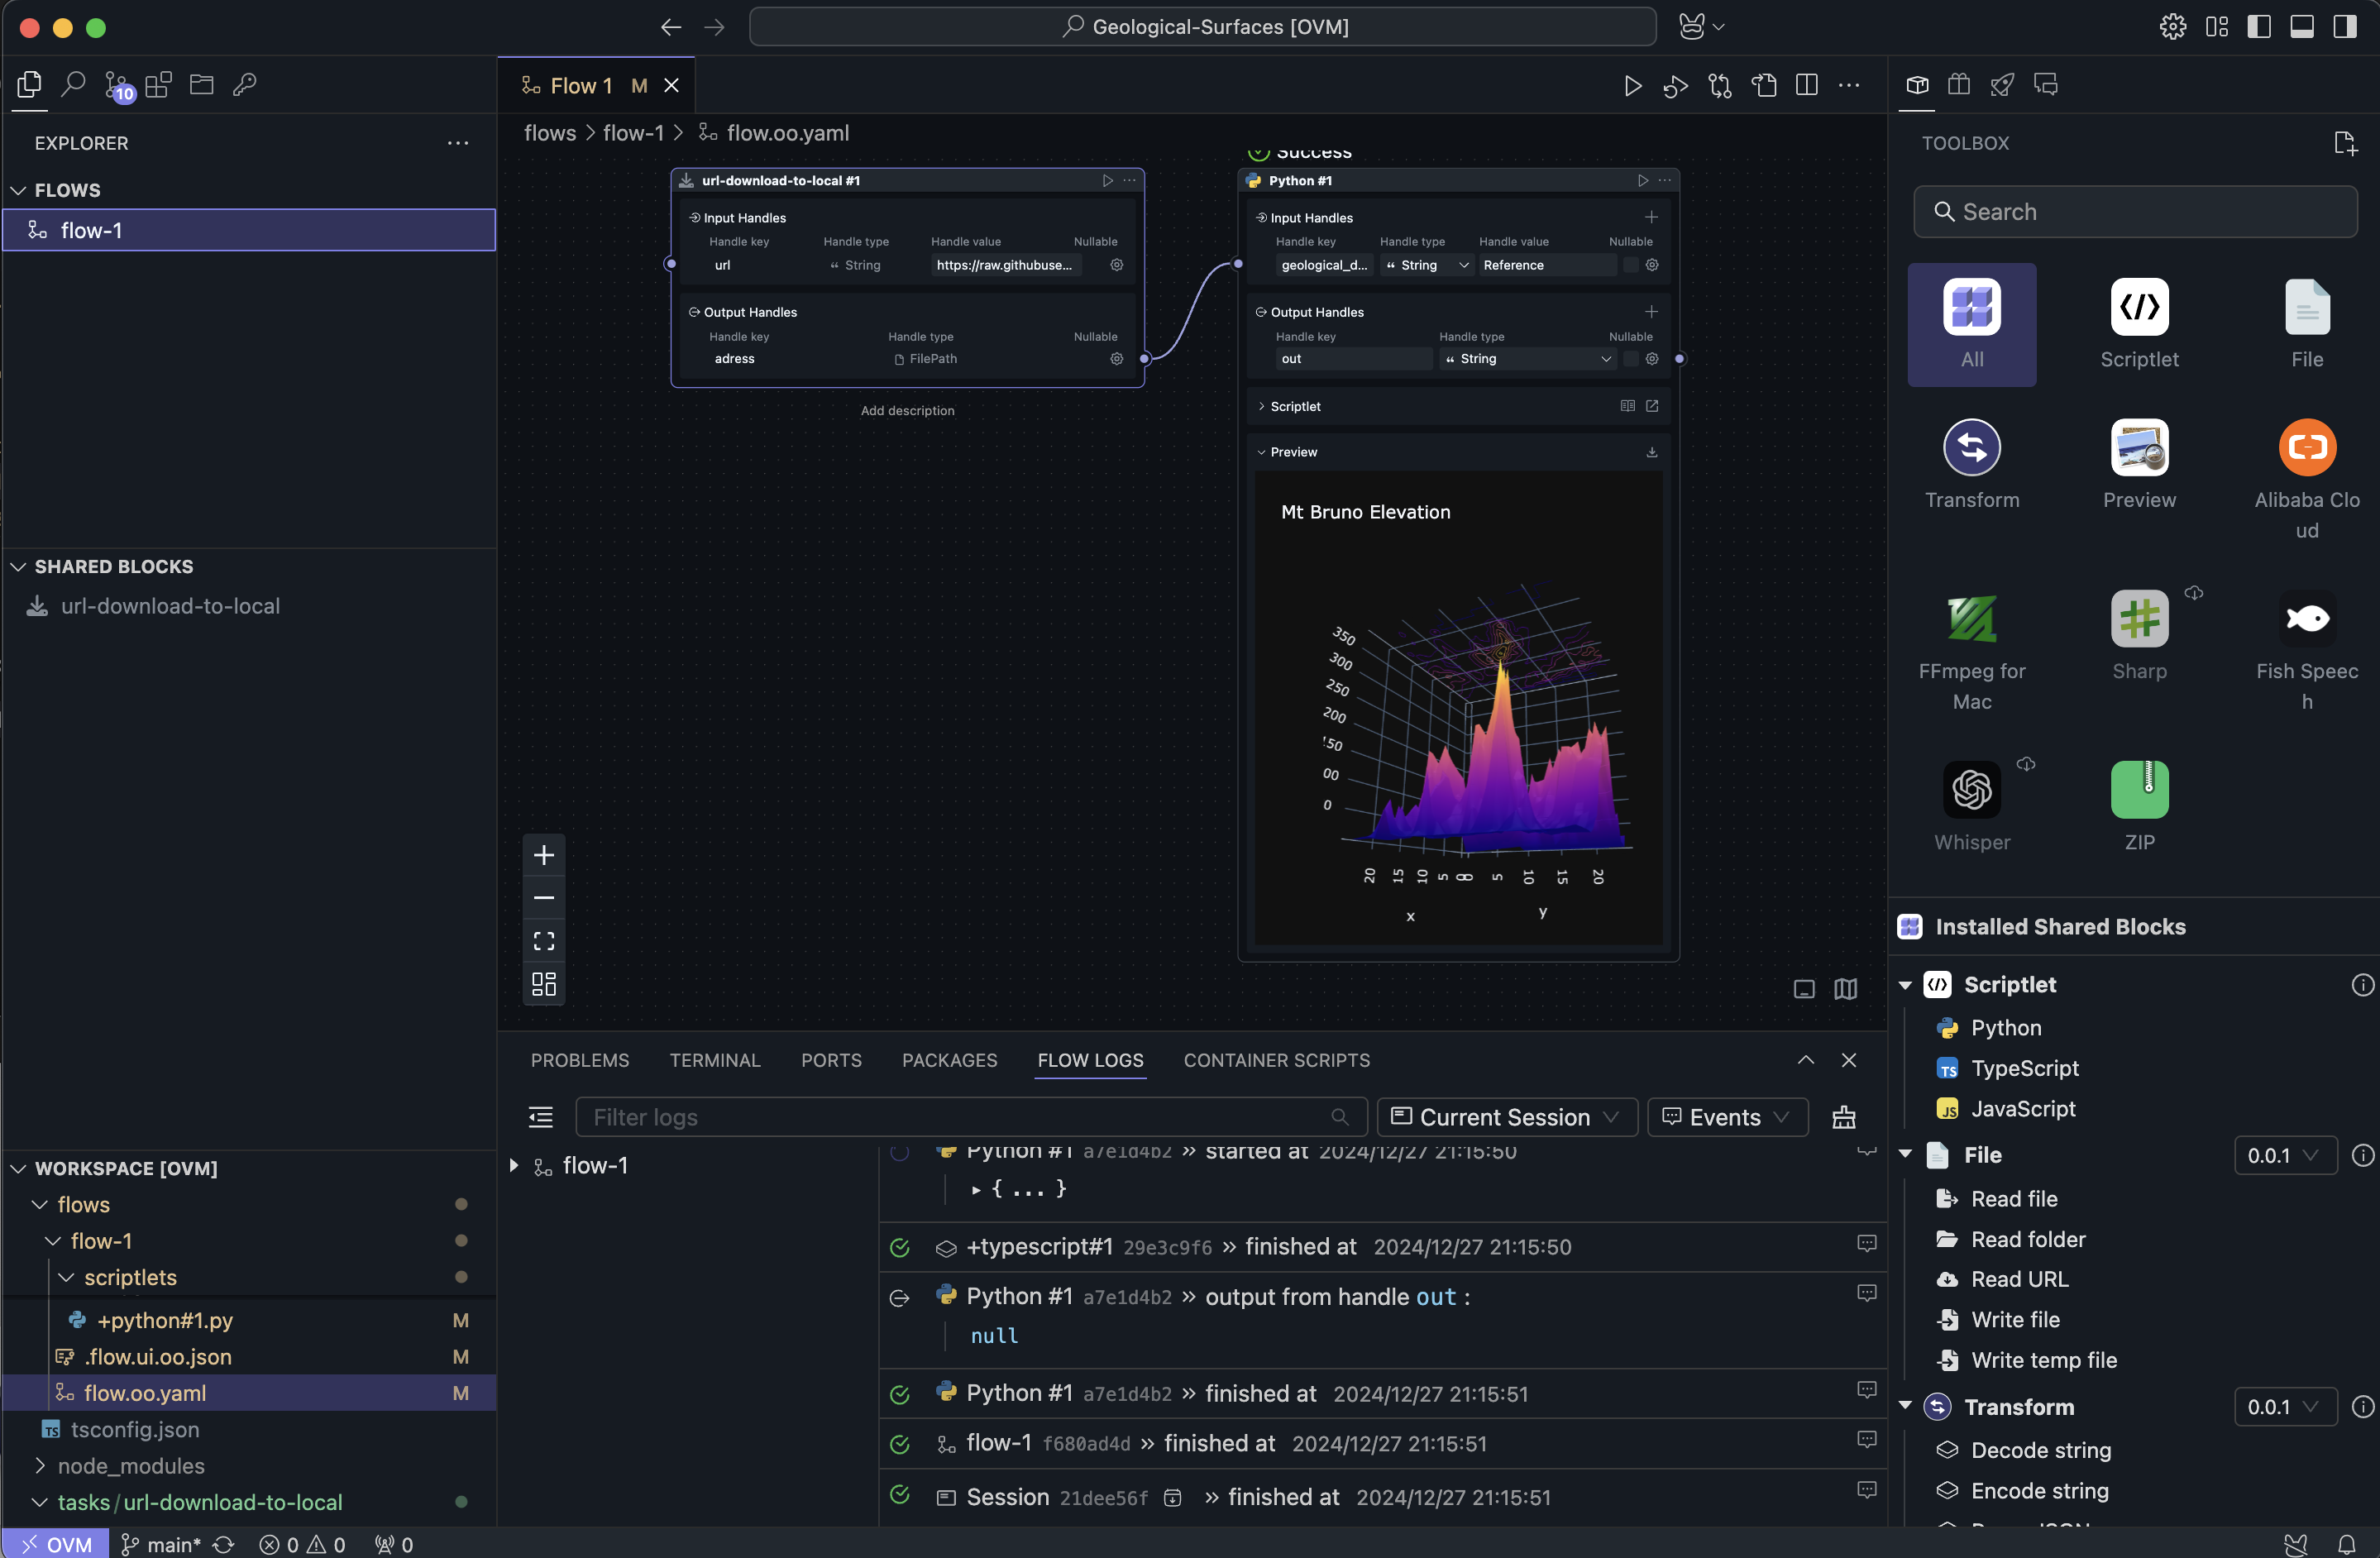 Geological-Surfaces [OVM]
10
EXPLORER
FLOWS
flow-1
SHARED BLOCKS
url-download-to-local
WORKSPACE [OVM]
flows
flow-1
scriptlets
+python#1.py M
.flow.ui.oo.json M
flow.oo.yaml M
TS tsconfig.json
node_modules
tasks/url-download-to-local
Flow 1 M
flows > flow-1 > flow.oo.yaml
url-download-to-local #1
Input Handles
Handle key Handle type Handle value Nullable
url “ String https://raw.githubuse...
Output Handles
Handle key Handle type Nullable
adress FilePath
Add description
Success
Python #1
Input Handles
Handle key Handle type Handle value Nullable
geological_d... “ String Reference
Output Handles
Handle key Handle type Nullable
out “ String
Scriptlet
Preview
Mt Bruno Elevation
350
300
250
200
50
00
0
20 15 10 5 0 0 5 10 15 20
x y
PROBLEMS TERMINAL PORTS PACKAGES FLOW LOGS CONTAINER SCRIPTS
Filter logs Current Session Events
flow-1
Python #1 a7e1d4b2 » started at 2024/12/27 21:15:50
{ ... }
+typescript#1 29e3c9f6 » finished at 2024/12/27 21:15:50
Python #1 a7e1d4b2 » output from handle out :
null
Python #1 a7e1d4b2 » finished at 2024/12/27 21:15:51
flow-1 f680ad4d » finished at 2024/12/27 21:15:51
Session 21dee56f » finished at 2024/12/27 21:15:51
TOOLBOX
Search
All Scriptlet File
Transform Preview Alibaba Clo
ud
FFmpeg for Sharp Fish Speec
Mac h
Whisper ZIP
Installed Shared Blocks
Scriptlet
Python
TS TypeScript
JS JavaScript
File 0.0.1
Read file
Read folder
Read URL
Write file
Write temp file
Transform 0.0.1
Decode string
Encode string
OVM main* 0 0 0